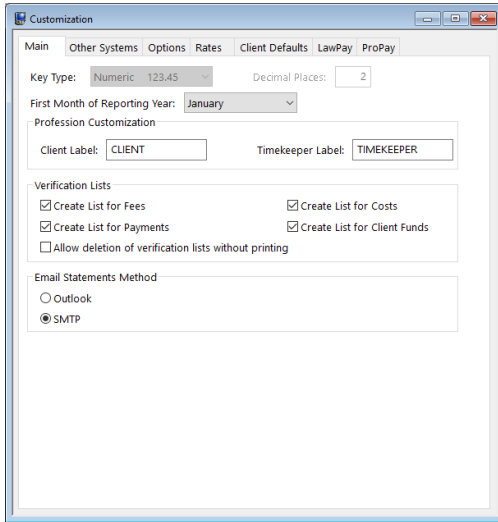 Customization
Main Other Systems Options Rates Client Defaults LawPay ProPay
Key Type: Numeric 123.45 Decimal Places: 2
First Month of Reporting Year: January
Profession Customization
Client Label: CLIENT Timekeeper Label: TIMEKEEPER
Verification Lists
Create List for Fees Create List for Costs
Create List for Payments Create List for Client Funds
Allow deletion of verification lists without printing
Email Statements Method
Outlook
SMTP